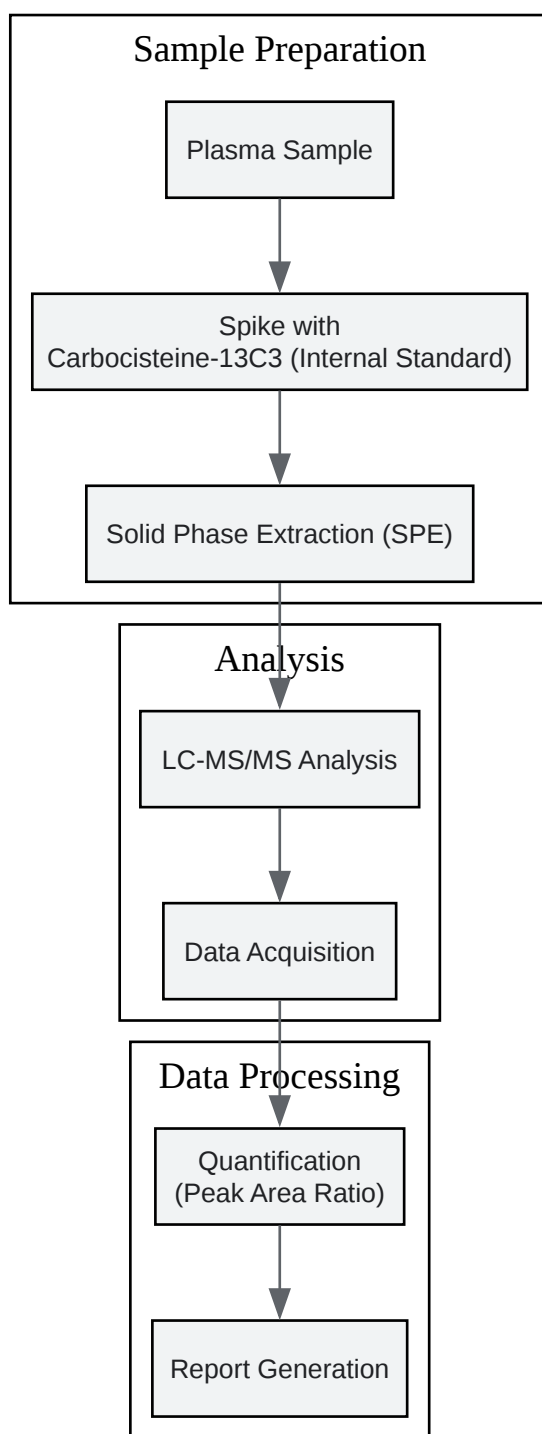 Sample Preparation
Plasma Sample
Spike with
Carbocisteine-13C3 (Internal Standard)
Solid Phase Extraction (SPE)
Analysis
LC-MS/MS Analysis
Data Acquisition
Data Processing
Quantification
(Peak Area Ratio)
Report Generation